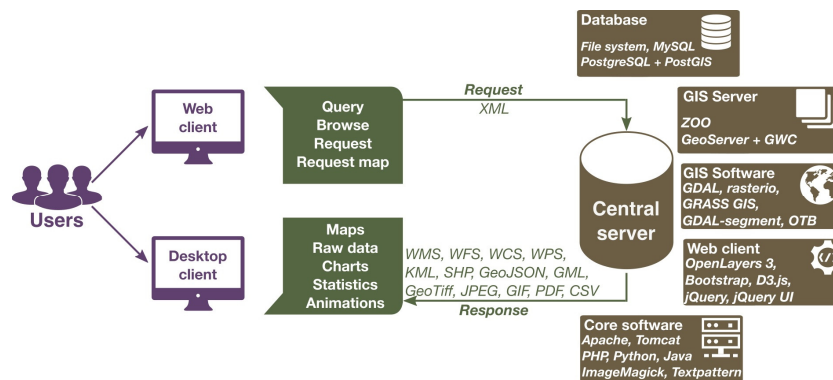 Users
Web
client
Desktop
client
Query
Browse
Request
Request map
Maps
Raw data
Charts
Statistics
Animations
Request
XML
WMS, WFS, WCS, WPS,
KML, SHP, GeoJSON, GML,
GeoTiff, JPEG, GIF, PDF, CSV
Response
Central
server
Database
File system, MySQL
PostgreSQL + PostGIS
GIS Server
ZOO
GeoServer + GWC
GIS Software
GDAL, rasterio,
GRASS GIS,
GDAL-segment, OTB
Web client
OpenLayers 3,
Bootstrap, D3.js,
jQuery, jQuery UI
Core software
Apache, Tomcat
PHP, Python, Java
ImageMagick, Textpattern